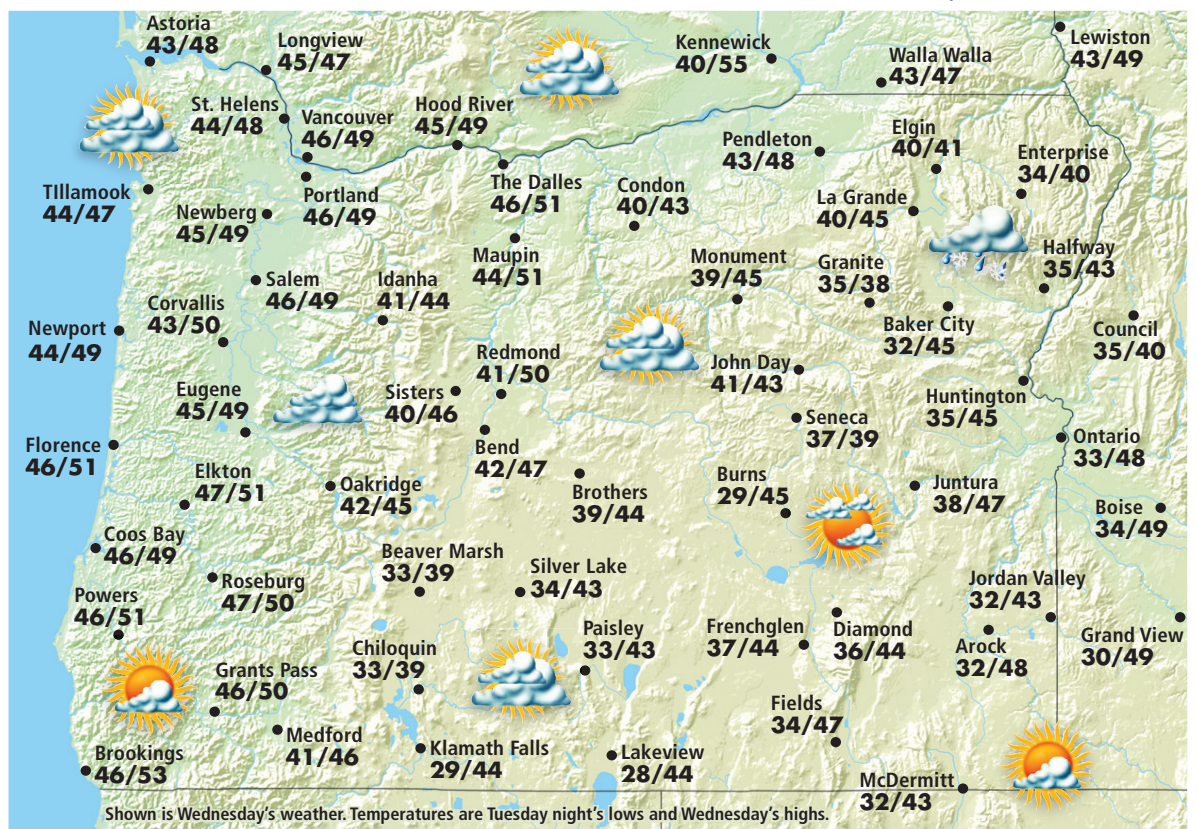 Astoria
43/48
Longview
45/47
Kennewick
40/55
Walla Walla
43/47
Lewiston
43/49
St. Helens
44/48
Vancouver
46/49
Hood River
45/49
Pendleton
43/48
Elgin
40/41
Enterprise
34/40
TIllamook
44/47
Portland
46/49
Newberg
45/49
The Dalles
46/51
Condon
40/43
La Grande
40/45
Maupin
44/51
Monument
39/45
Granite
35/38
Halfway
35/43
Salem
46/49
Idanha
41/44
Corvallis
43/50
Newport
44/49
Baker City
32/45
Council
35/40
Redmond
41/50
John Day
41/43
Eugene
45/49
Sisters
40/46
Huntington
35/45
Seneca
37/39
Florence
46/51
Bend
42/47
Ontario
33/48
Elkton
47/51
Oakridge
42/45
Brothers
39/44
Burns
29/45
Juntura
38/47
Boise
34/49
Coos Bay
46/49
Beaver Marsh
33/39
Silver Lake
34/43
Roseburg
47/50
Jordan Valley
32/43
Powers
46/51
Paisley
33/43
Frenchglen
37/44
Diamond
36/44
Arock
32/48
Grand View
30/49
Chiloquin
33/39
Grants Pass
46/50
Fields
34/47
Medford
41/46
Klamath Falls
29/44
Lakeview
28/44
Brookings
46/53
McDermitt
32/43
Shown is Wednesday's weather. Temperatures are Tuesday night's lows and Wednesday's highs.